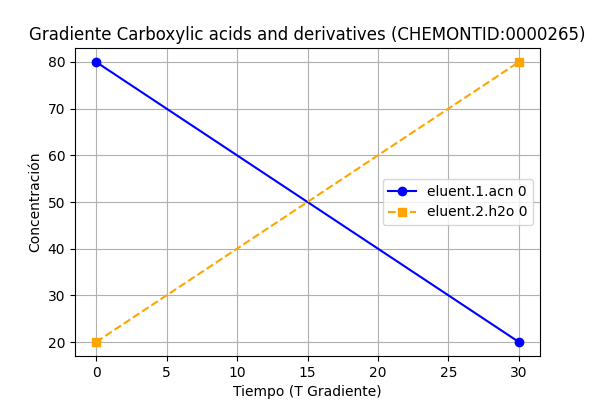 Gradiente Carboxylic acids and derivatives (CHEMONTID:0000265)
80
70
60
50
40
30
20
Concentración
eluent.1.acn 0
eluent.2.h2o 0
0 5 10 15 20 25 30
Tiempo (T Gradiente)